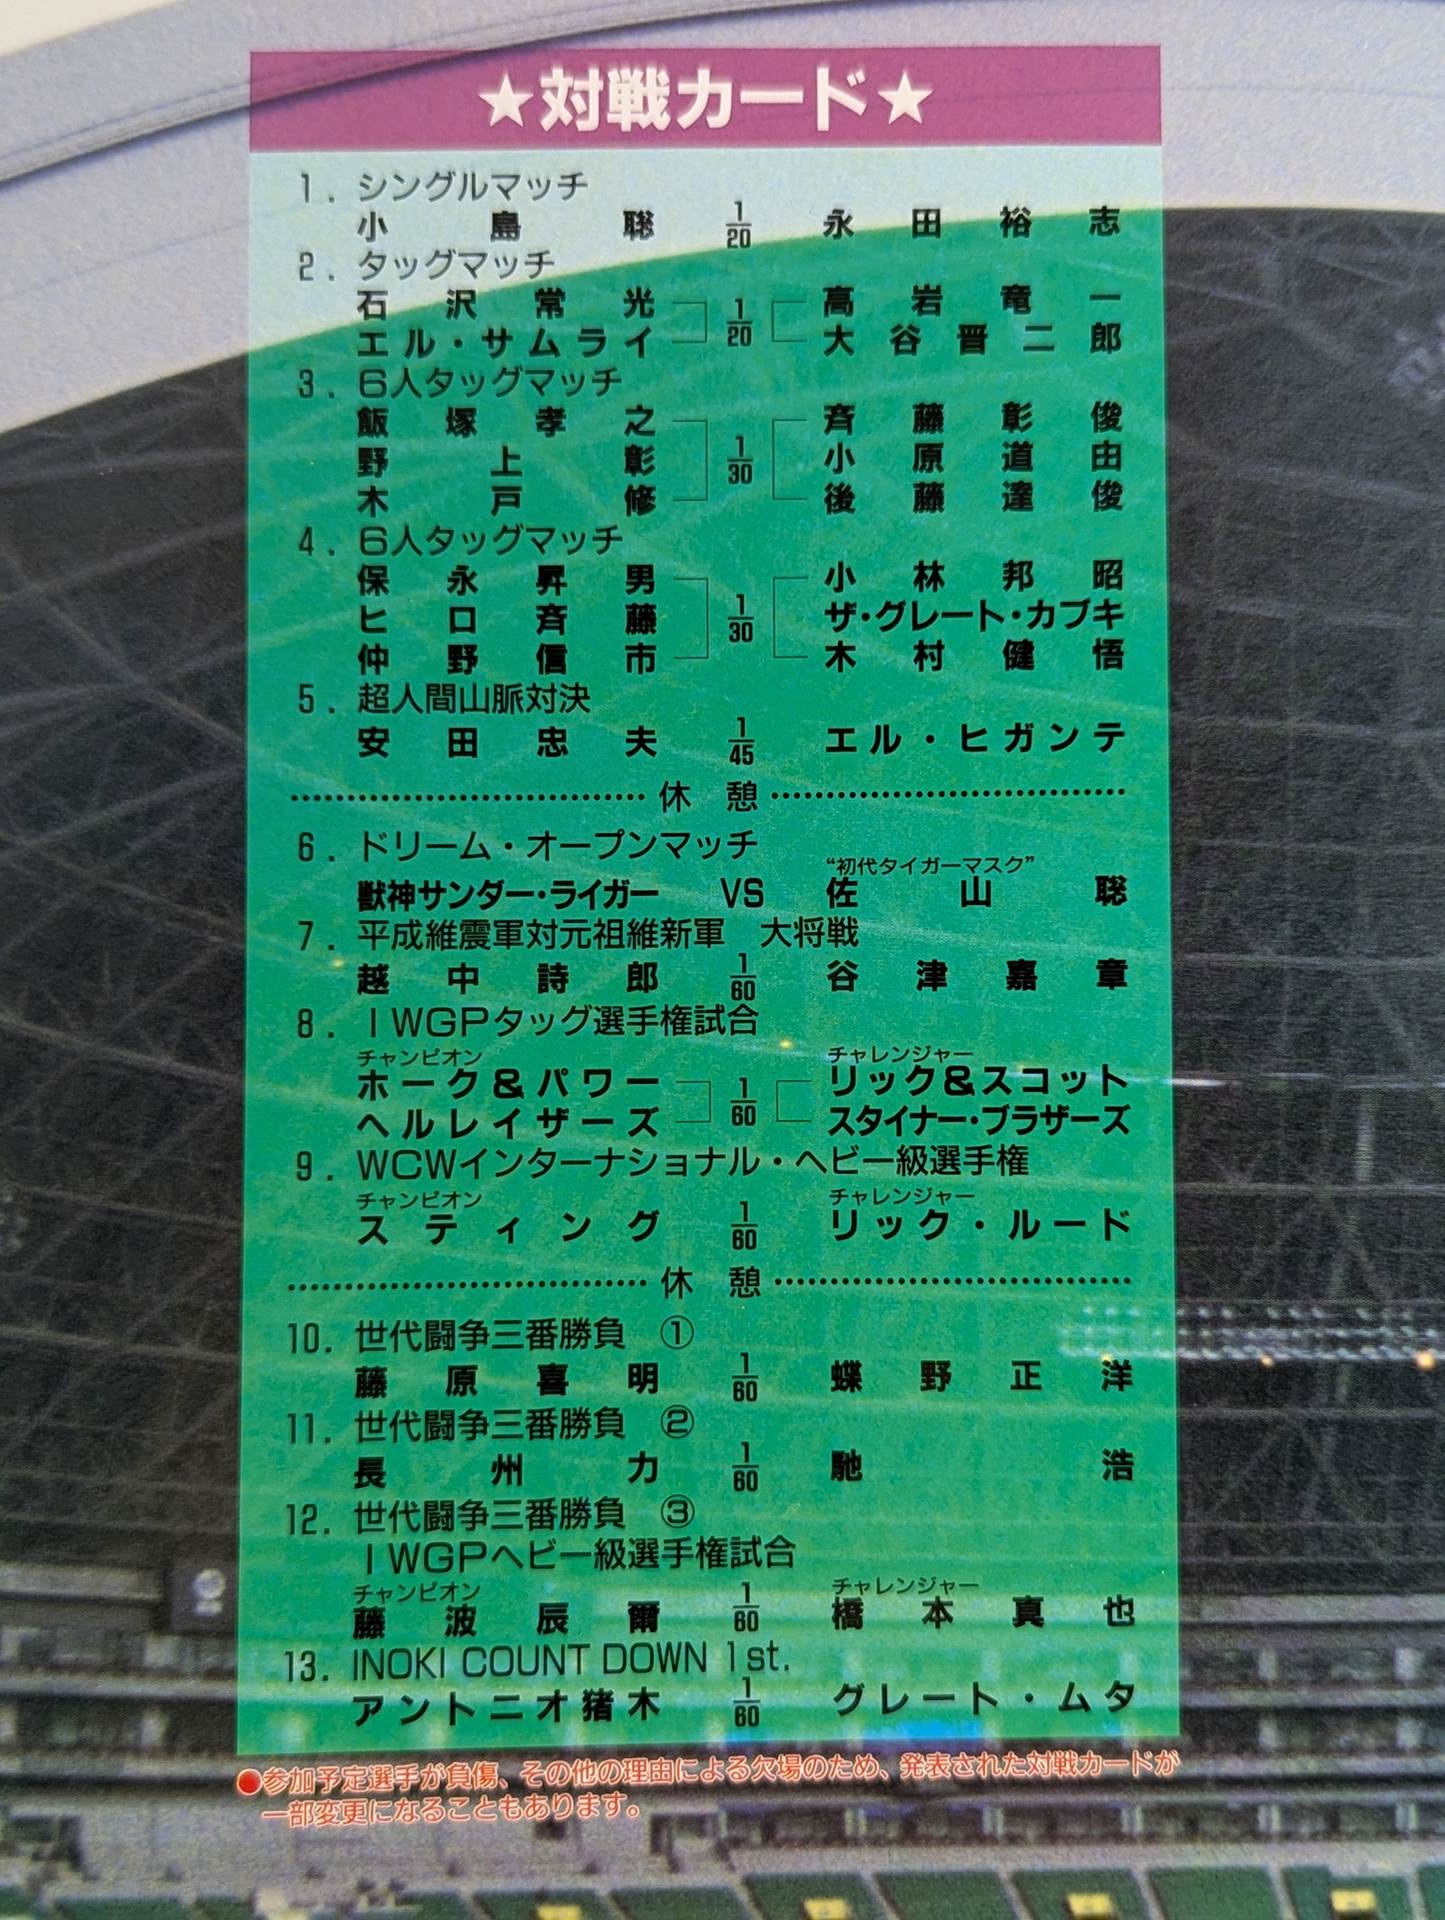 ★対戦カード★
1. シングルマッチ
小島聡 1/20 永田裕志
2. タッグマッチ
石沢常光 高岩竜一
1/20
エル・サムライ 大谷晋二郎
3. 6人タッグマッチ
飯塚孝之 斉藤彰俊
野上彰 1/30 小原道由
木戸修 後藤達俊
4. 6人タッグマッチ
保永昇男 小林邦昭
ヒロ斉藤 1/30 ザ・グレート・カブキ
仲野信市 木村健悟
5. 超人間山脈対決
安田忠夫 1/45 エル・ヒガンテ
休憩
6. ドリーム・オープンマッチ
“初代タイガーマスク”
獣神サンダー・ライガー VS 佐山聡
7. 平成維震軍対元祖維新軍 大将戦
越中詩郎 1/60 谷津嘉章
8. IWGPタッグ選手権試合
チャンピオン チャレンジャー
ホーク&パワー リック&スコット
1/60
ヘルレイザーズ スタイナー・ブラザーズ
9. WCWインターナショナル・ヘビー級選手権
チャンピオン チャレンジャー
スティング 1/60 リック・ルード
休憩
10. 世代闘争三番勝負 ①
藤原喜明 1/60 蝶野正洋
11. 世代闘争三番勝負 ②
長州力 1/60 馳浩
12. 世代闘争三番勝負 ③
IWGPヘビー級選手権試合
チャンピオン チャレンジャー
藤波辰爾 1/60 橋本真也
13. INOKI COUNT DOWN 1st.
アントニオ猪木 1/60 グレート・ムタ
●参加予定選手が負傷、その他の理由による欠場のため、発表された対戦カードが
一部変更になることもあります。